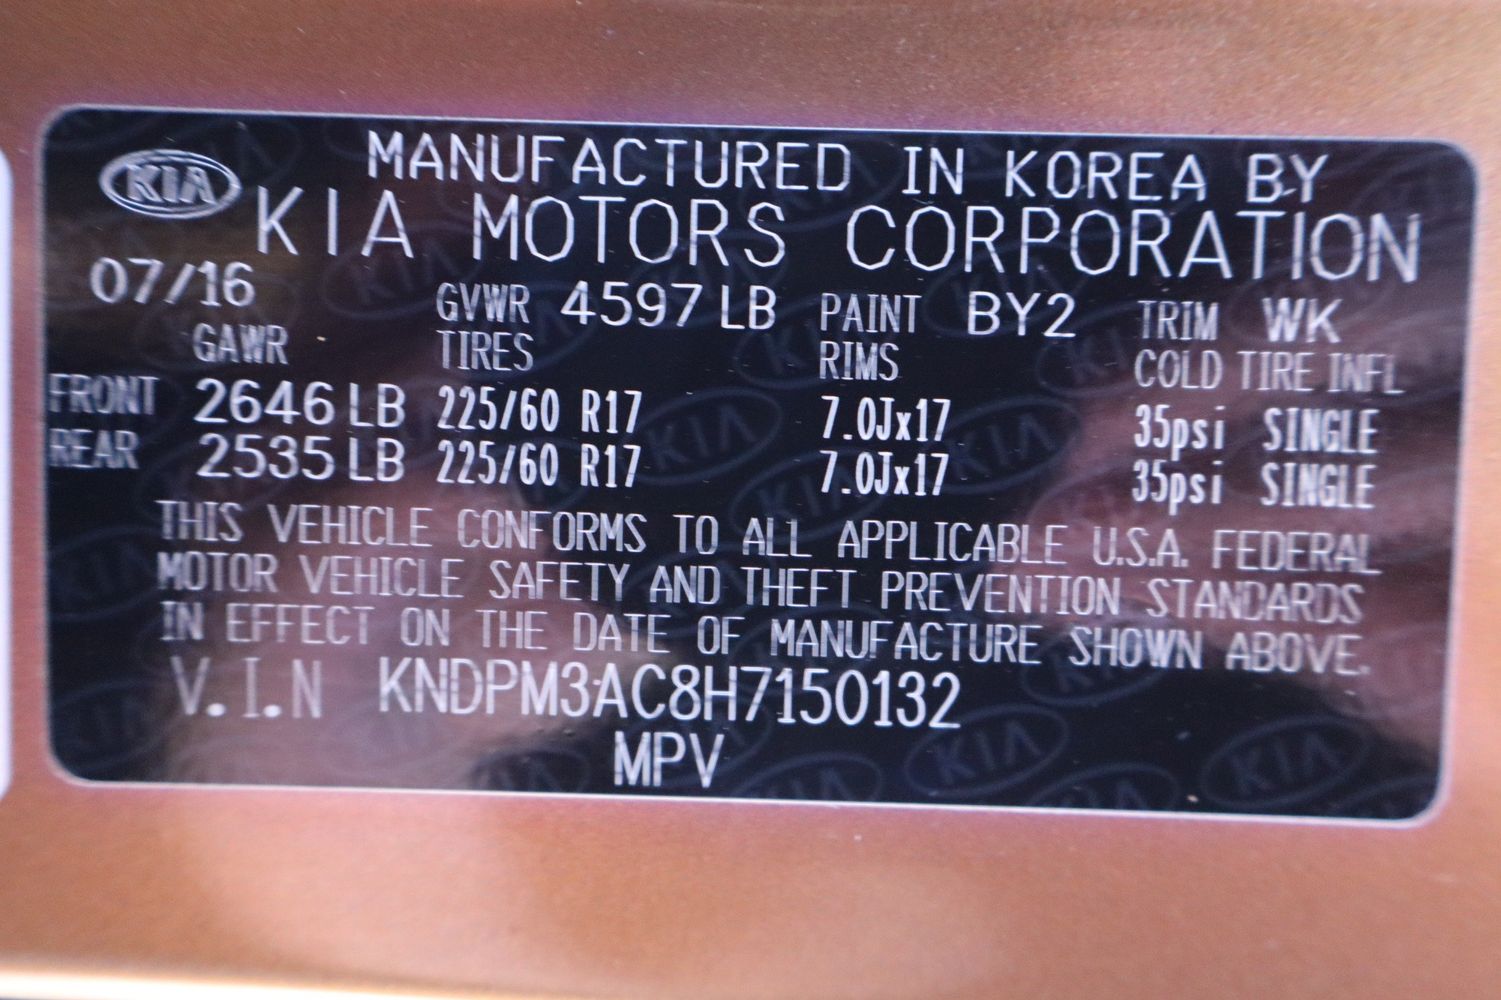 KIA
MANUFACTURED IN KOREA BY
KIA MOTORS CORPORATION
07/16 GVWR 4597 LB PAINT BY2 TRIM WK
GAWR TIRES RIMS COLD TIRE INFL
FRONT 2646 LB 225/60 R17 7.0Jx17 35psi SINGLE
REAR 2535 LB 225/60 R17 7.0Jx17 35psi SINGLE
THIS VEHICLE CONFORMS TO ALL APPLICABLE U.S.A. FEDERAL
MOTOR VEHICLE SAFETY AND THEFT PREVENTION STANDARDS
IN EFFECT ON THE DATE OF MANUFACTURE SHOWN ABOVE.
V.I.N KNDPM3AC8H7150132
MPV